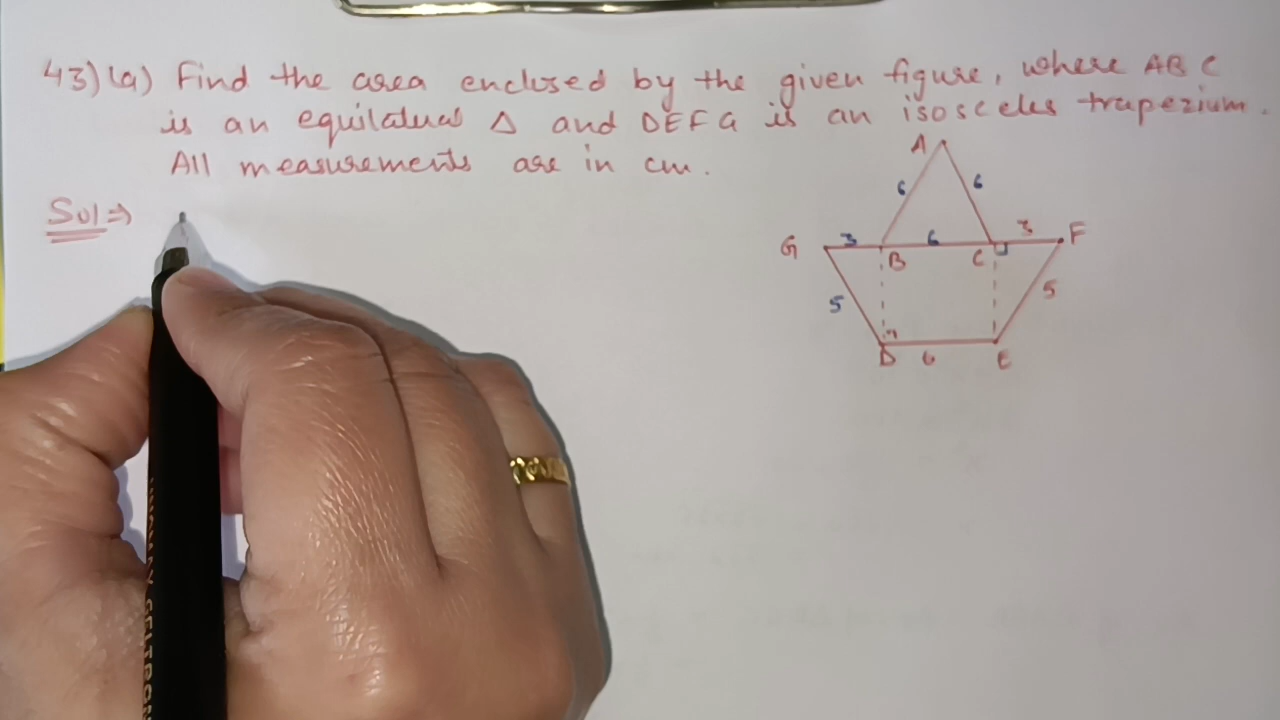 43)(a) Find the area enclosed by the given figure, where ABC
is an equilateral Δ and DEFG is an isosceles trapezium.
All measurements are in cm.
Sol⇒
A
6 6
G 3 B 6 C 3 F
5 5
D 6 E